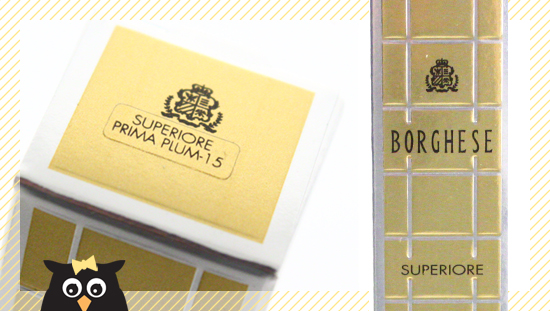 SUPERIORE
PRIMA PLUM-15
BORGHESE
SUPERIORE